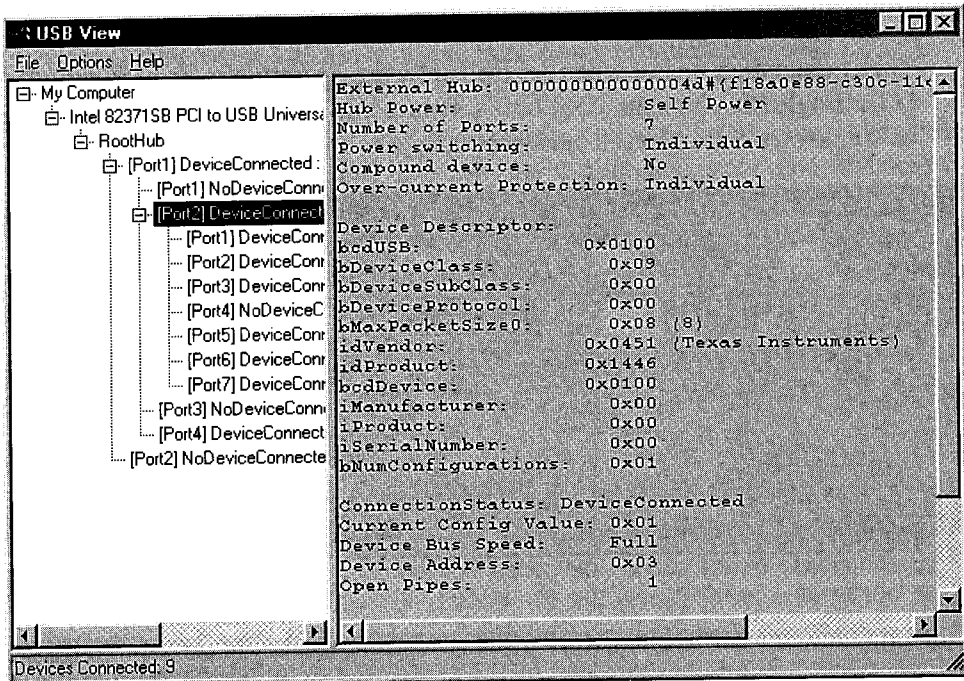 USB View
File Options Help
My Computer
Intel 82371SB PCI to USB Universa
RootHub
[Port1] DeviceConnected :
[Port1] NoDeviceConn
[Port2] DeviceConnect
[Port1] DeviceConn
[Port2] DeviceConn
[Port3] DeviceConn
[Port4] NoDeviceC
[Port5] DeviceConn
[Port6] DeviceConn
[Port7] DeviceConn
[Port3] NoDeviceConn
[Port4] DeviceConnect
[Port2] NoDeviceConnecte
External Hub: 000000000000004d#{f18a0e88-c30c-11
Hub Power: Self Power
Number of Ports: 7
Power switching: Individual
Compound device: No
Over-current Protection: Individual
Device Descriptor:
bcdUSB: 0x0100
bDeviceClass: 0x09
bDeviceSubClass: 0x00
bDeviceProtocol: 0x00
bMaxPacketSize0: 0x08 (8)
idVendor: 0x0451 (Texas Instruments)
idProduct: 0x1446
bcdDevice: 0x0100
iManufacturer: 0x00
iProduct: 0x00
iSerialNumber: 0x00
bNumConfigurations: 0x01
ConnectionStatus: DeviceConnected
Current Config Value: 0x01
Device Bus Speed: Full
Device Address: 0x03
Open Pipes: 1
Devices Connected: 9